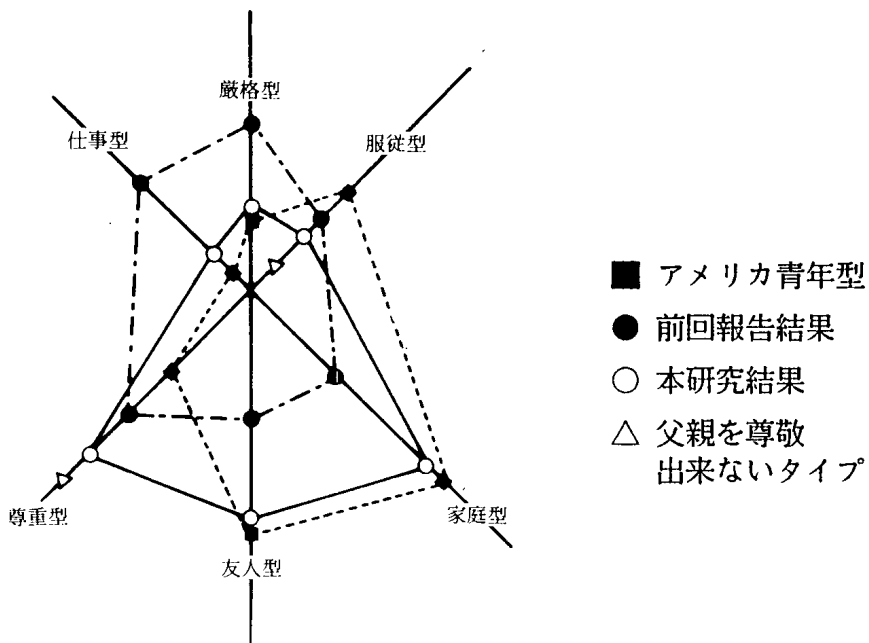 厳格型
仕事型
服従型
尊重型
友人型
家庭型
■ アメリカ青年型
● 前回報告結果
○ 本研究結果
△ 父親を尊敬
出来ないタイプ